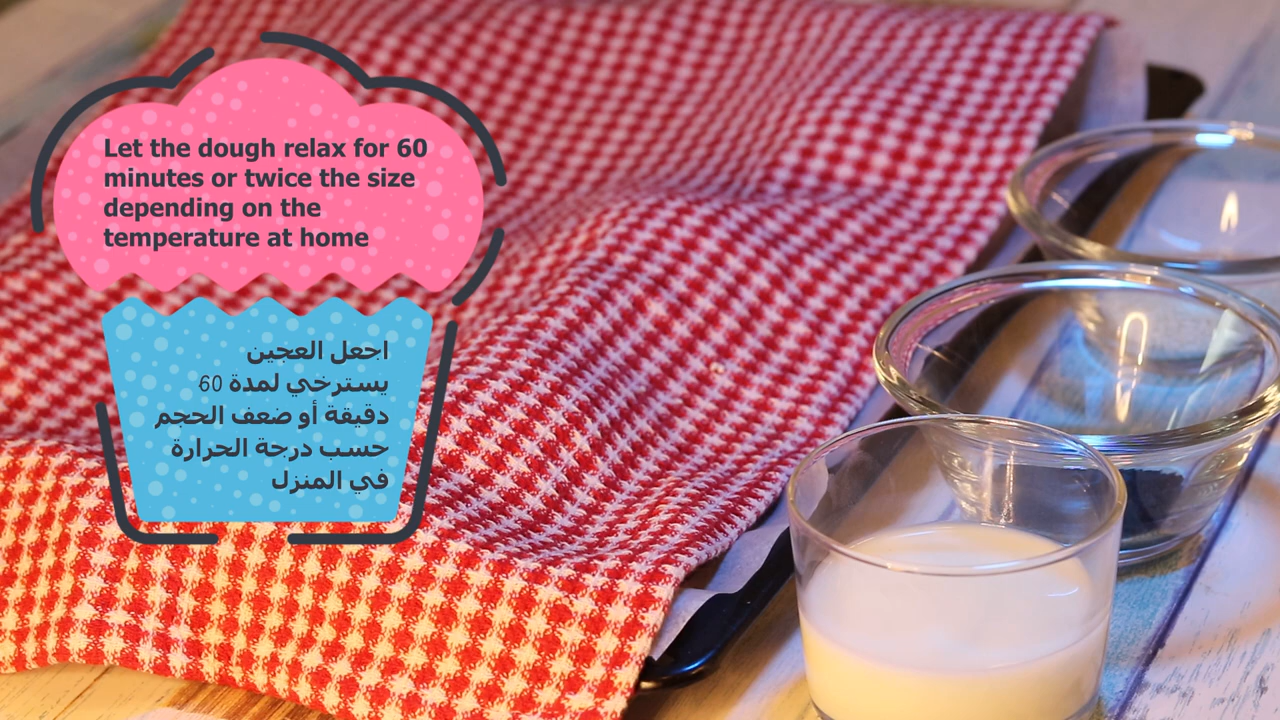 Let the dough relax for 60
minutes or twice the size
depending on the
temperature at home
اجعل العجين
يسترخي لمدة 60
دقيقة أو ضعف الحجم
حسب درجة الحرارة
في المنزل